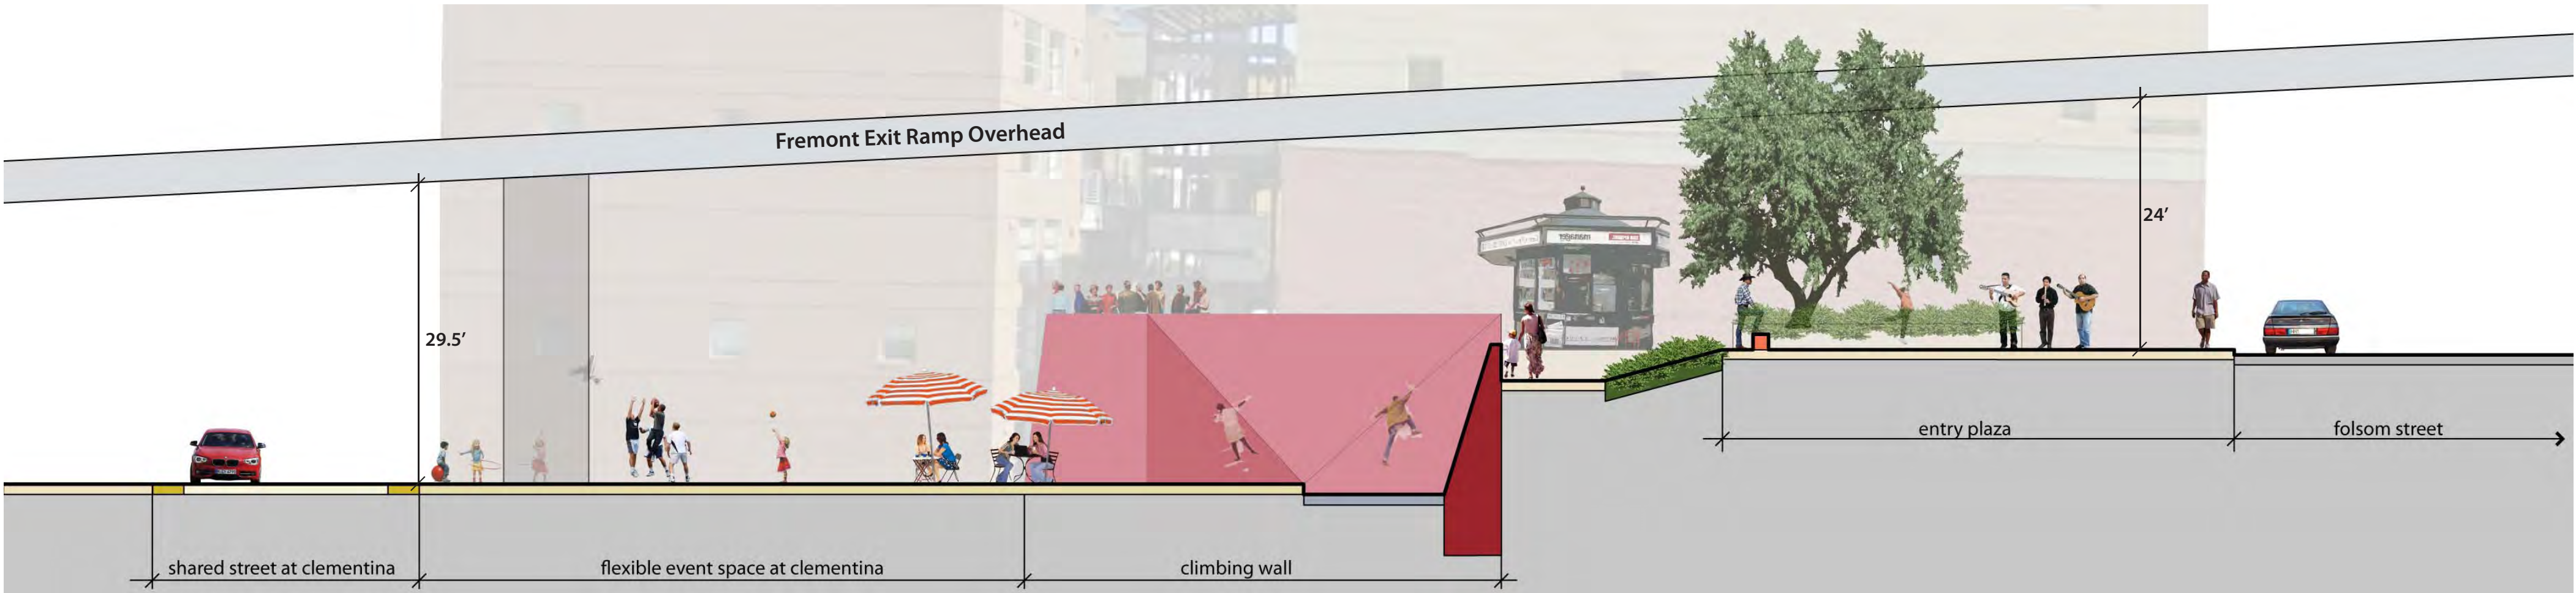 Fremont Exit Ramp Overhead
24′
29.5′
entry plaza
folsom street
shared street at clementina
flexible event space at clementina
climbing wall